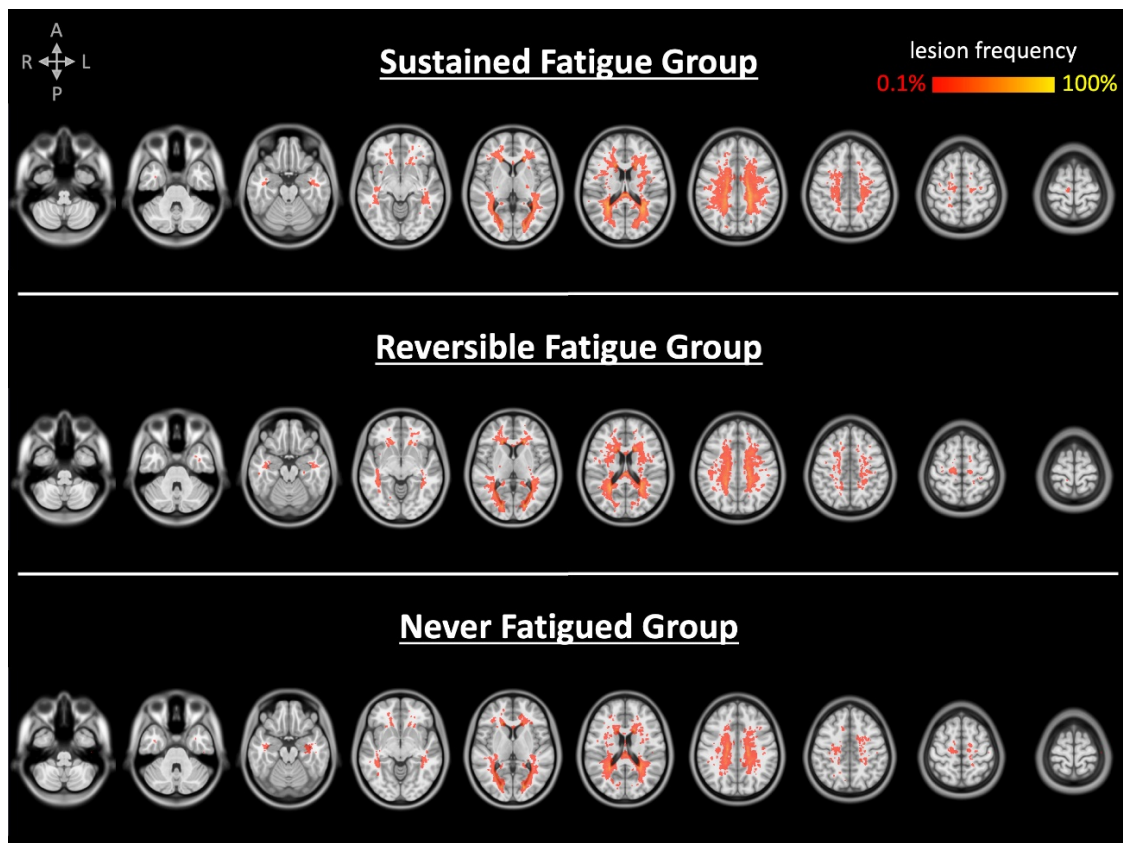 A
R L
P
Sustained Fatigue Group
lesion frequency
0.1% 100%
Reversible Fatigue Group
Never Fatigued Group